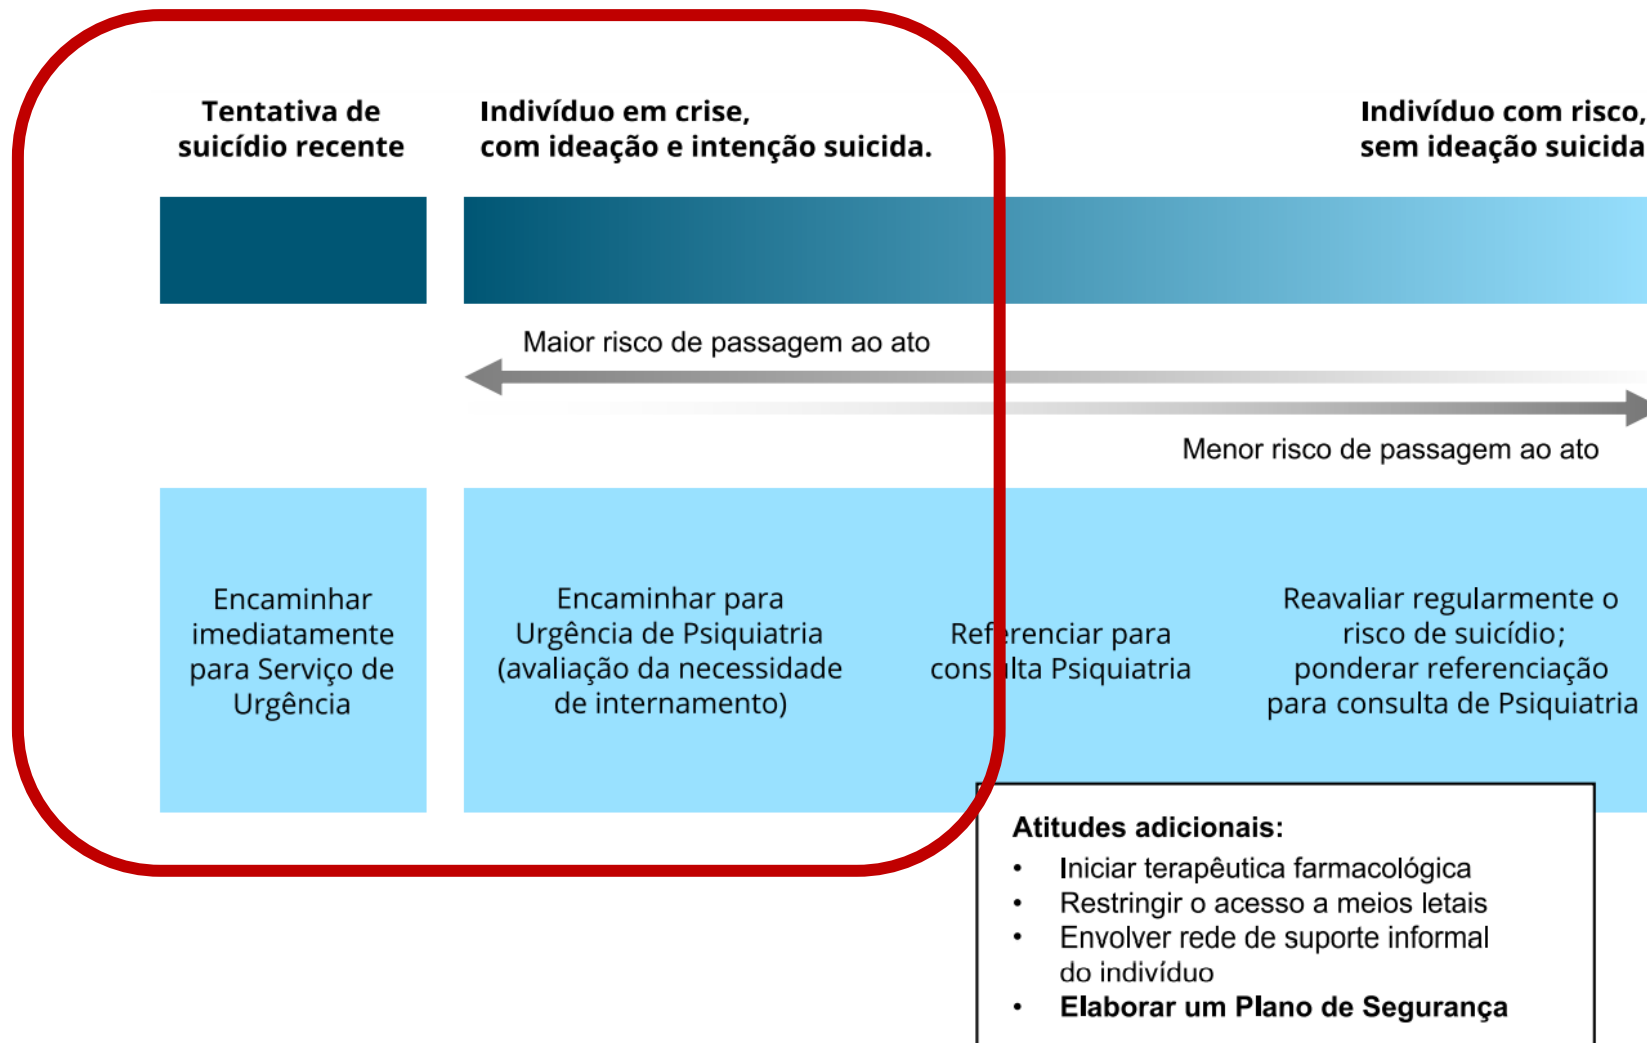 Tentativa de
suicídio recente
Indivíduo em crise,
com ideação e intenção suicida.
Indivíduo com risco,
sem ideação suicida
Maior risco de passagem ao ato
Menor risco de passagem ao ato
Encaminhar
imediatamente
para Serviço de
Urgência
Encaminhar para
Urgência de Psiquiatria
(avaliação da necessidade
de internamento)
Referenciar para
consulta Psiquiatria
Reavaliar regularmente o
risco de suicídio;
ponderar referenciação
para consulta de Psiquiatria
Atitudes adicionais:
• Iniciar terapêutica farmacológica
• Restringir o acesso a meios letais
• Envolver rede de suporte informal
do indivíduo
• Elaborar um Plano de Segurança